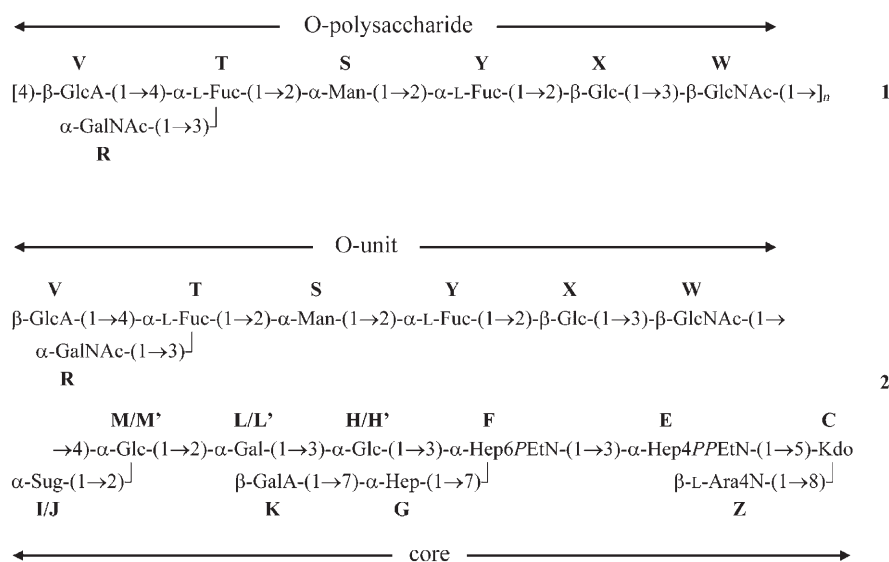 O-polysaccharide
V T S Y X W
[4)-β-GlcA-(1→4)-α-L-Fuc-(1→2)-α-Man-(1→2)-α-L-Fuc-(1→2)-β-Glc-(1→3)-β-GlcNAc-(1→]n 1
α-GalNAc-(1→3)
R
O-unit
V T S Y X W
β-GlcA-(1→4)-α-L-Fuc-(1→2)-α-Man-(1→2)-α-L-Fuc-(1→2)-β-Glc-(1→3)-β-GlcNAc-(1→
α-GalNAc-(1→3)
R 2
M/M’ L/L’ H/H’ F E C
→4)-α-Glc-(1→2)-α-Gal-(1→3)-α-Glc-(1→3)-α-Hep6PEtN-(1→3)-α-Hep4PPEtN-(1→5)-Kdo
α-Sug-(1→2) β-GalA-(1→7)-α-Hep-(1→7) β-L-Ara4N-(1→8)
I/J K G Z
core